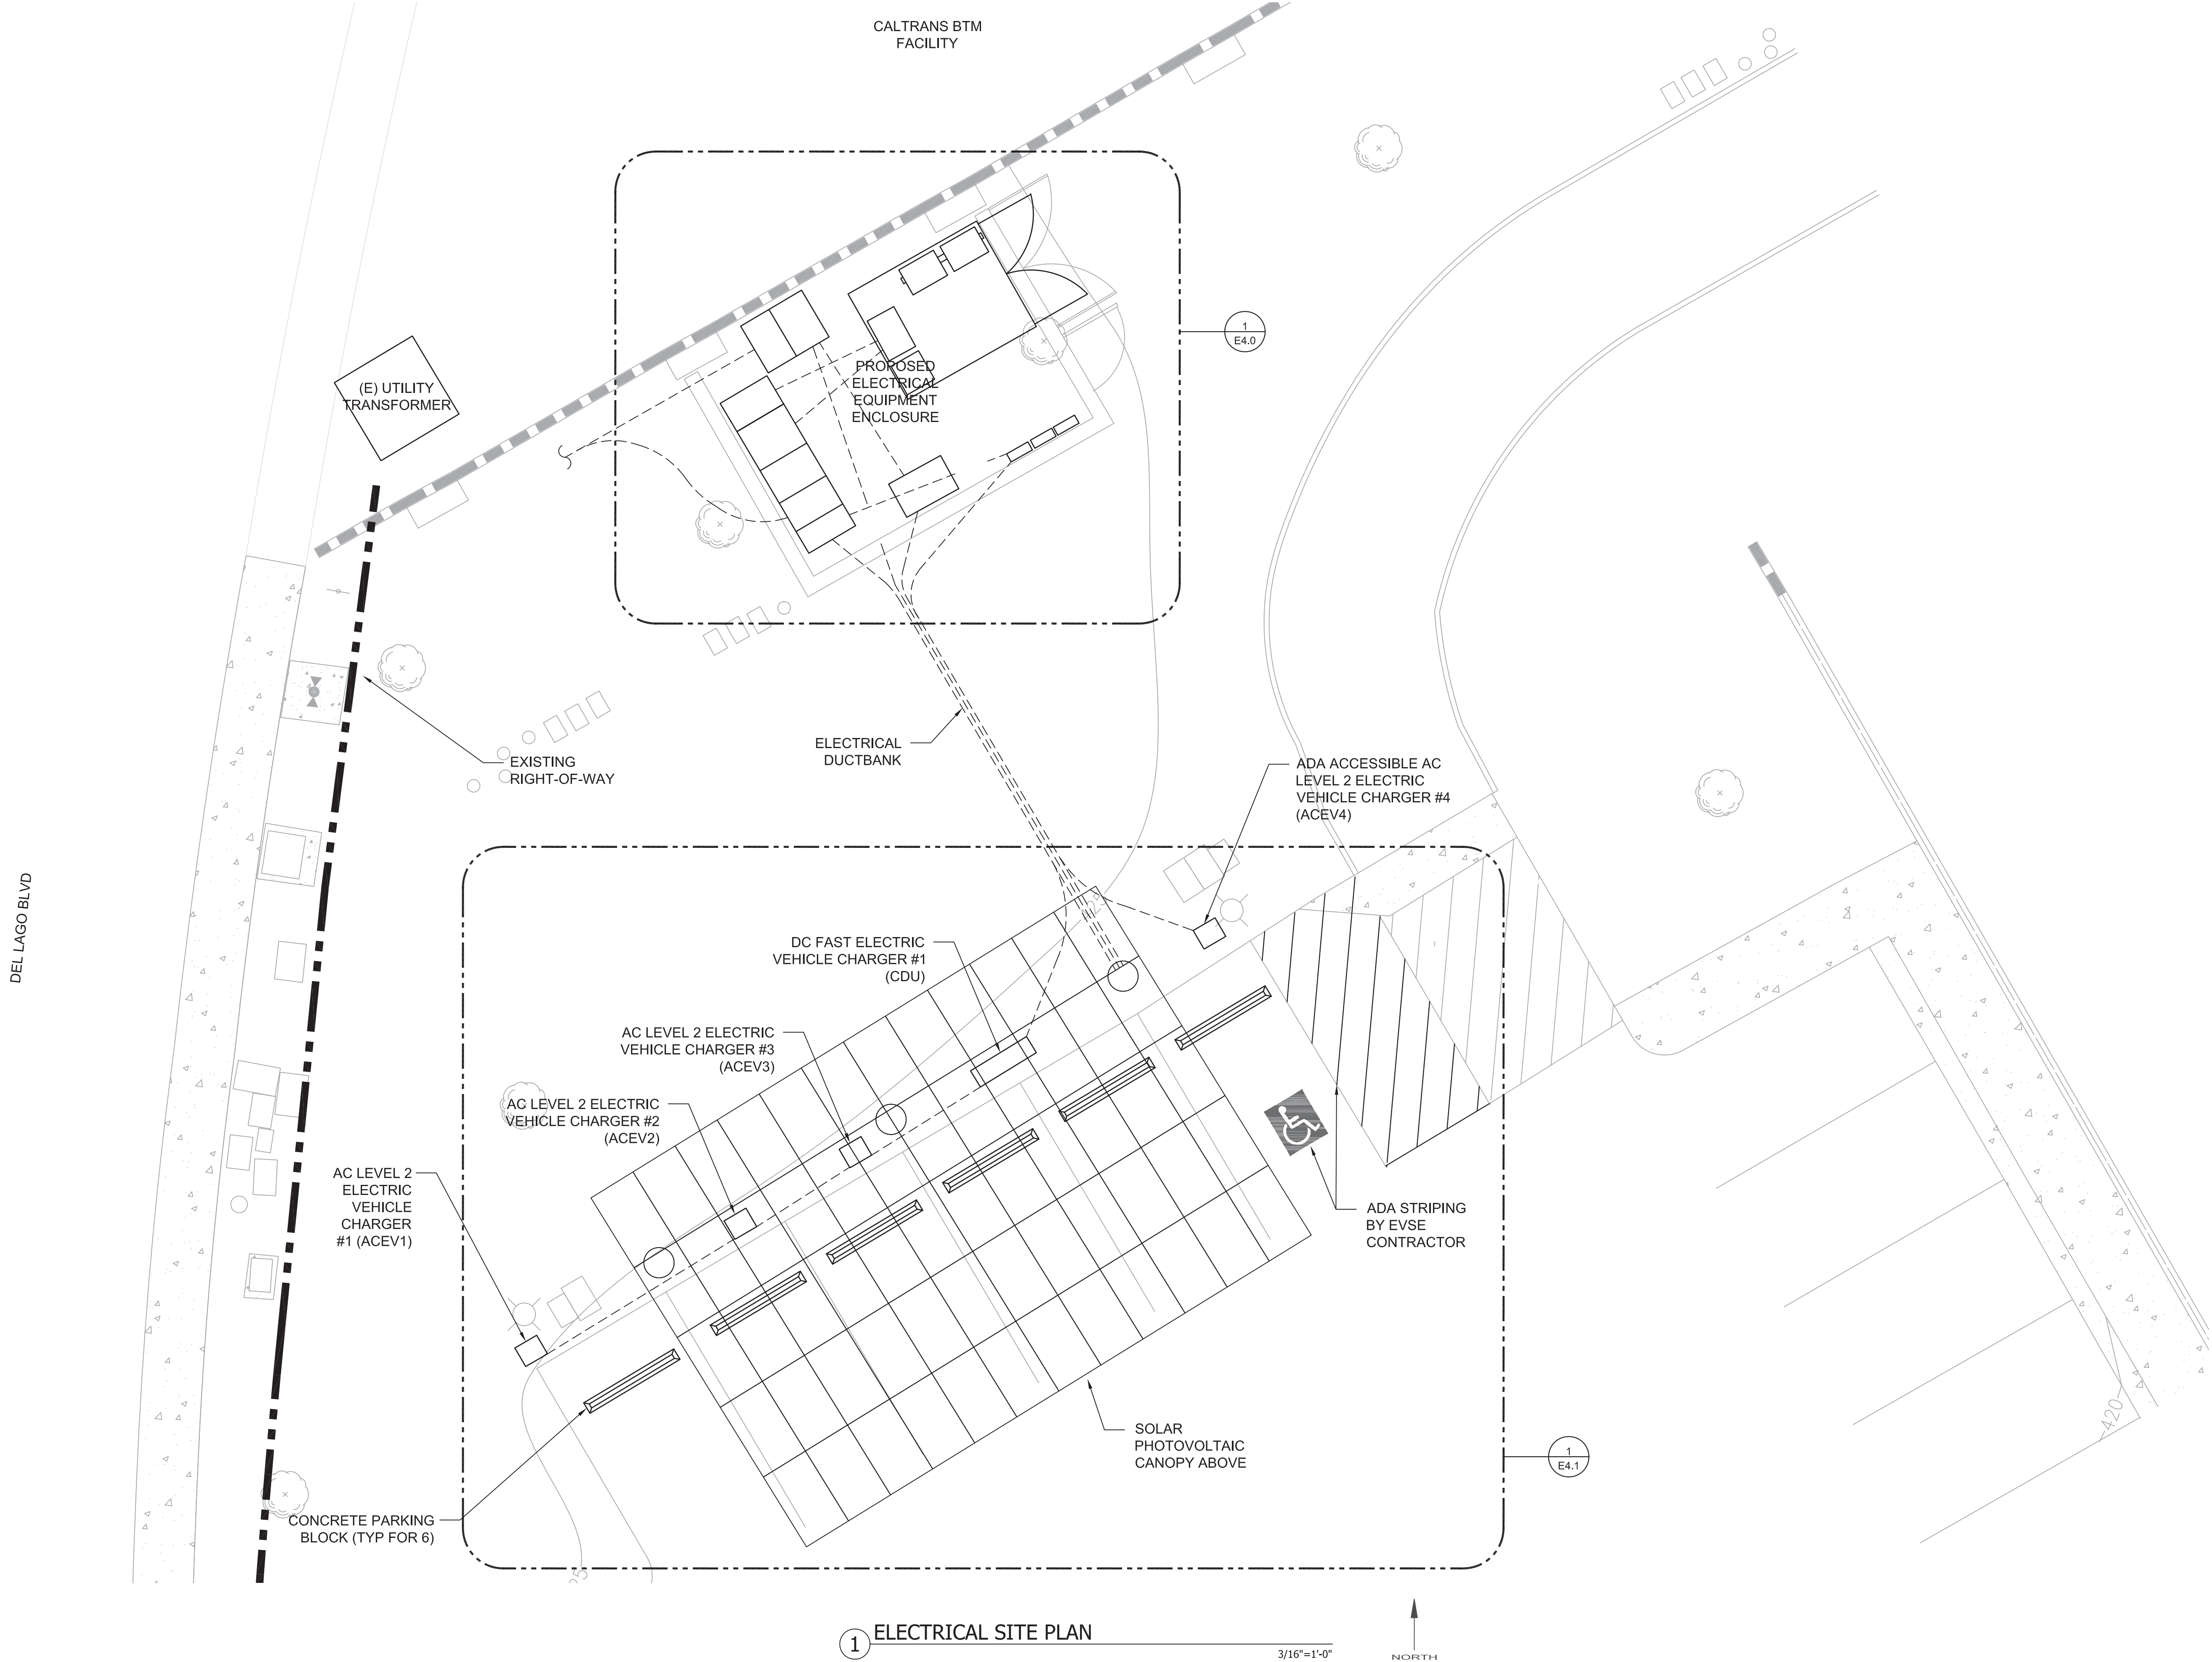 CALTRANS BTM
FACILITY
(E) UTILITY
TRANSFORMER
PROPOSED
ELECTRICAL
EQUIPMENT
ENCLOSURE
1
E4.0
EXISTING
RIGHT-OF-WAY
ELECTRICAL
DUCTBANK
ADA ACCESSIBLE AC
LEVEL 2 ELECTRIC
VEHICLE CHARGER #4
(ACEV4)
DEL LAGO BLVD
DC FAST ELECTRIC
VEHICLE CHARGER #1
(CDU)
AC LEVEL 2 ELECTRIC
VEHICLE CHARGER #3
(ACEV3)
AC LEVEL 2 ELECTRIC
VEHICLE CHARGER #2
(ACEV2)
AC LEVEL 2
ELECTRIC
VEHICLE
CHARGER
#1 (ACEV1)
ADA STRIPING
BY EVSE
CONTRACTOR
SOLAR
PHOTOVOLTAIC
CANOPY ABOVE
420
1
E4.1
CONCRETE PARKING
BLOCK (TYP FOR 6)
1
ELECTRICAL SITE PLAN
3/16"=1'-0"
NORTH